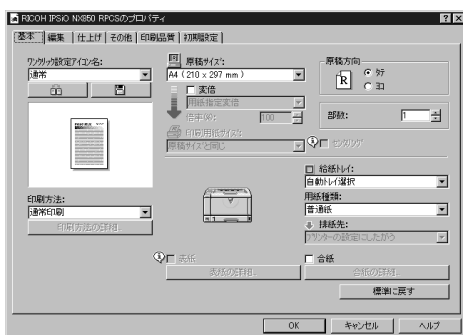 RICOH IPSiO NX850 RPCSのプロパティ
基本 編集 仕上げ その他 印刷品質 初期設定
ワンクリック設定アイコン名:
通常
印刷方法:
通常印刷
印刷方法の詳細...
原稿サイズ:
A4 (210 x 297 mm)
変倍
用紙指定変倍
倍率(%): 100
印刷用紙サイズ:
原稿サイズと同じ
原稿方向
R
タテ
ヨコ
部数: 1
センタリング
給紙トレイ:
自動トレイ選択
用紙種類:
普通紙
排紙先:
プリンターの設定にしたがう
表紙
表紙の詳細...
合紙
合紙の詳細...
標準に戻す
OK キャンセル ヘルプ